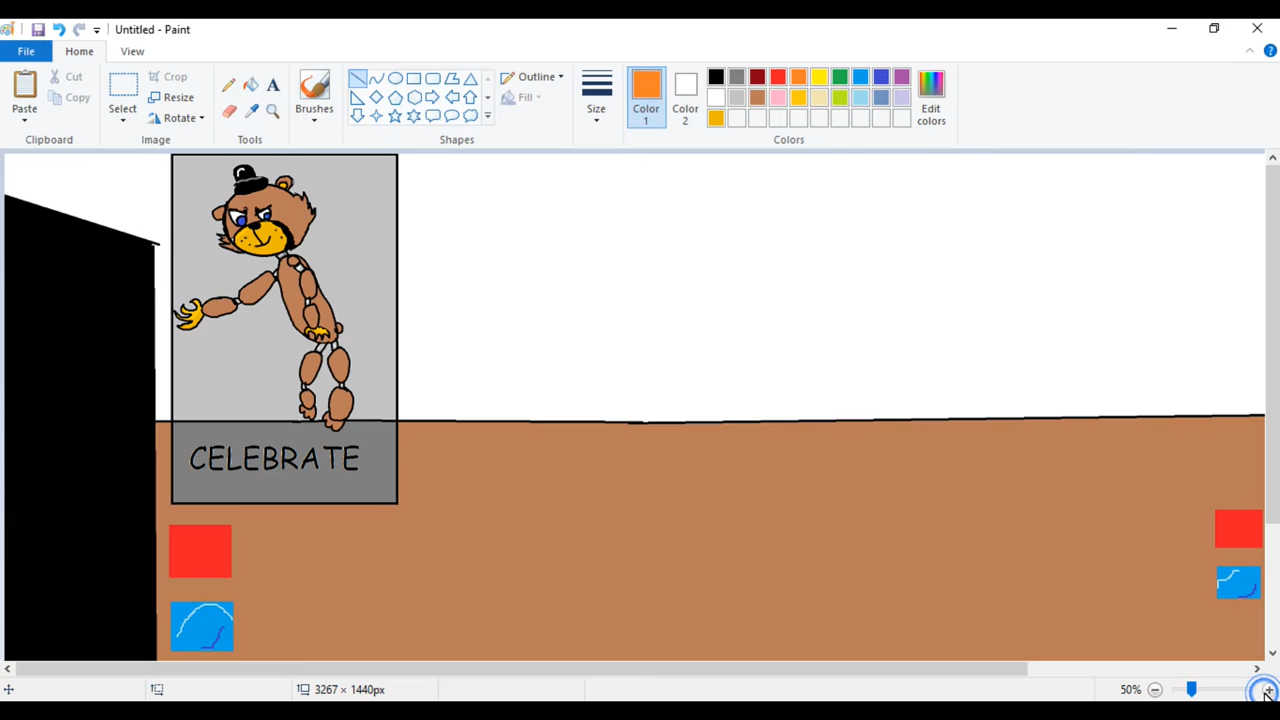 Untitled - Paint
File Home View
Paste
Cut
Copy
Clipboard
Select
Crop
Resize
Rotate
Image
A
Tools
Brushes
Outline
Fill
Shapes
Size
Color 1
Color 2
Edit colors
Colors
CELEBRATE
3267 × 1440px
50%